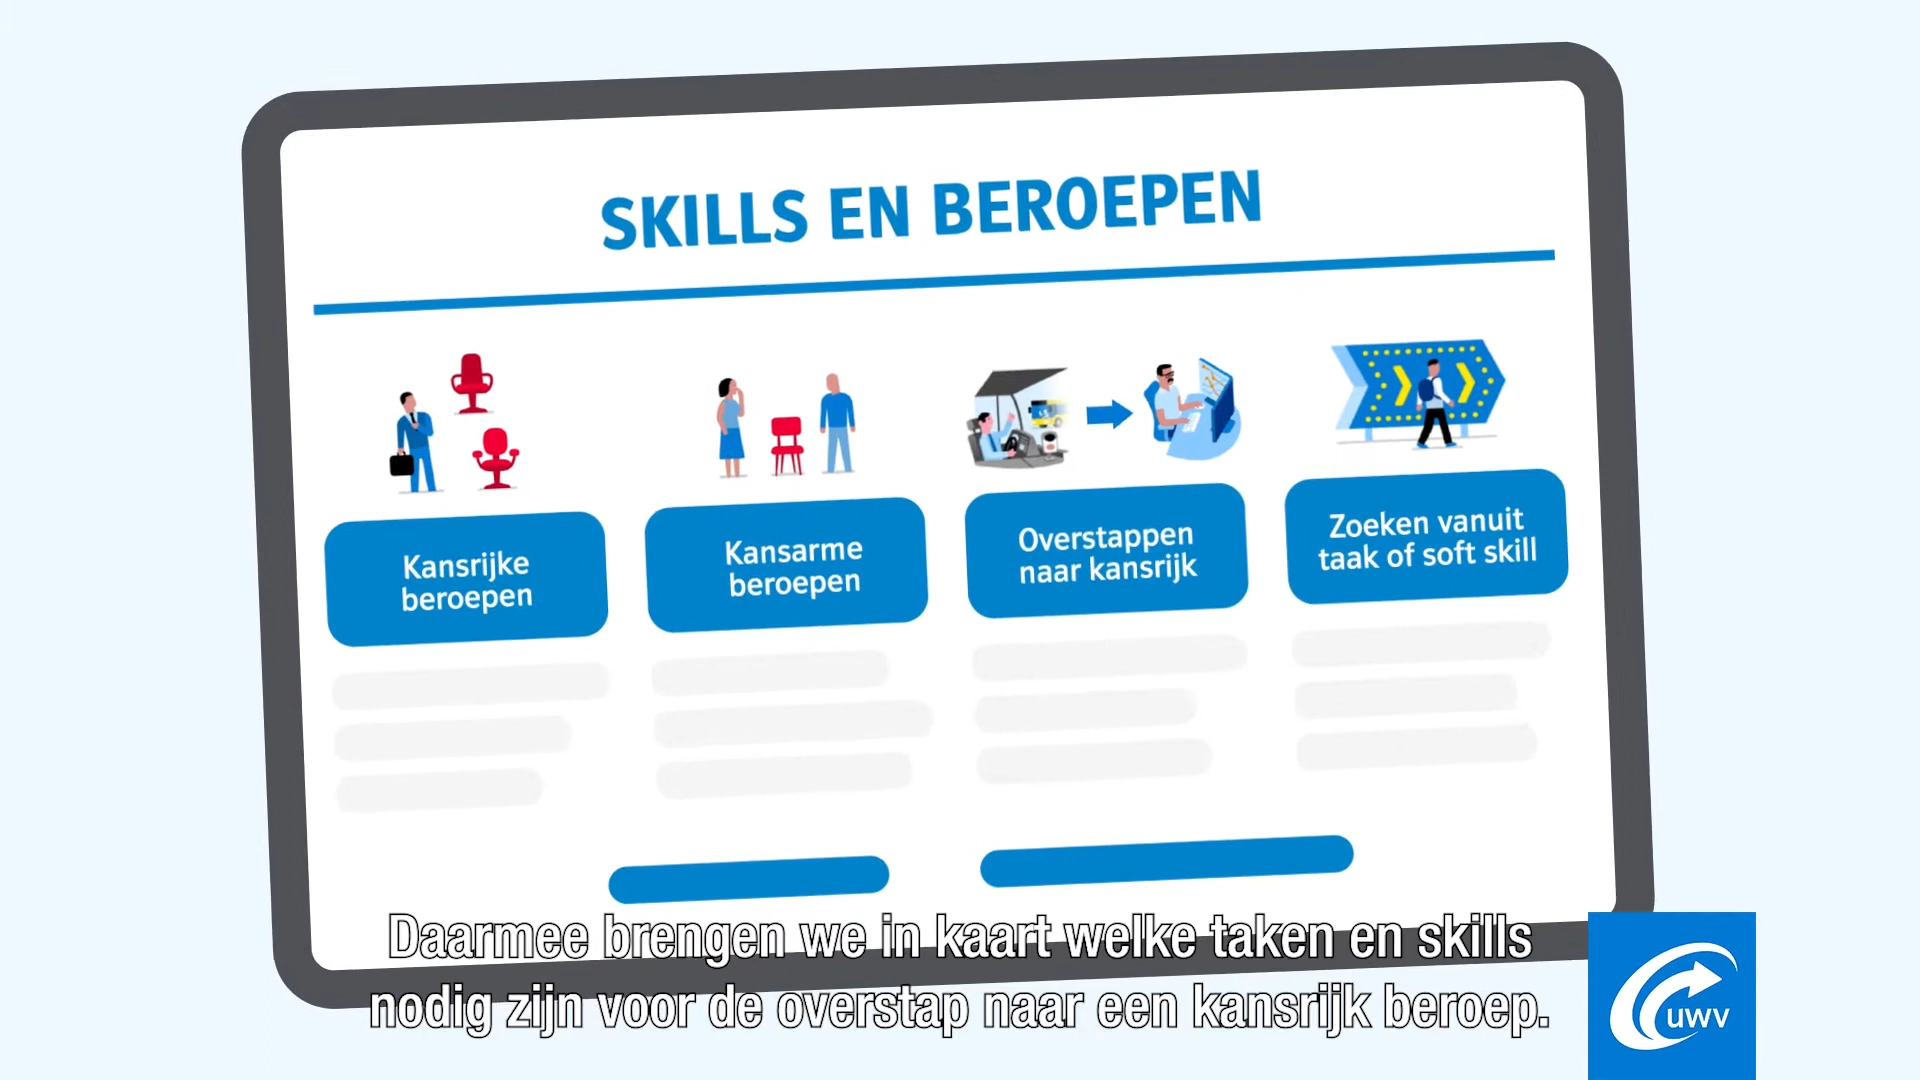 SKILLS EN BEROEPEN
Kansrijke
beroepen
Kansarme
beroepen
Overstappen
naar kansrijk
Zoeken vanuit
taak of soft skill
Daarmee brengen we in kaart welke taken en skills
nodig zijn voor de overstap naar een kansrijk beroep.
uwv